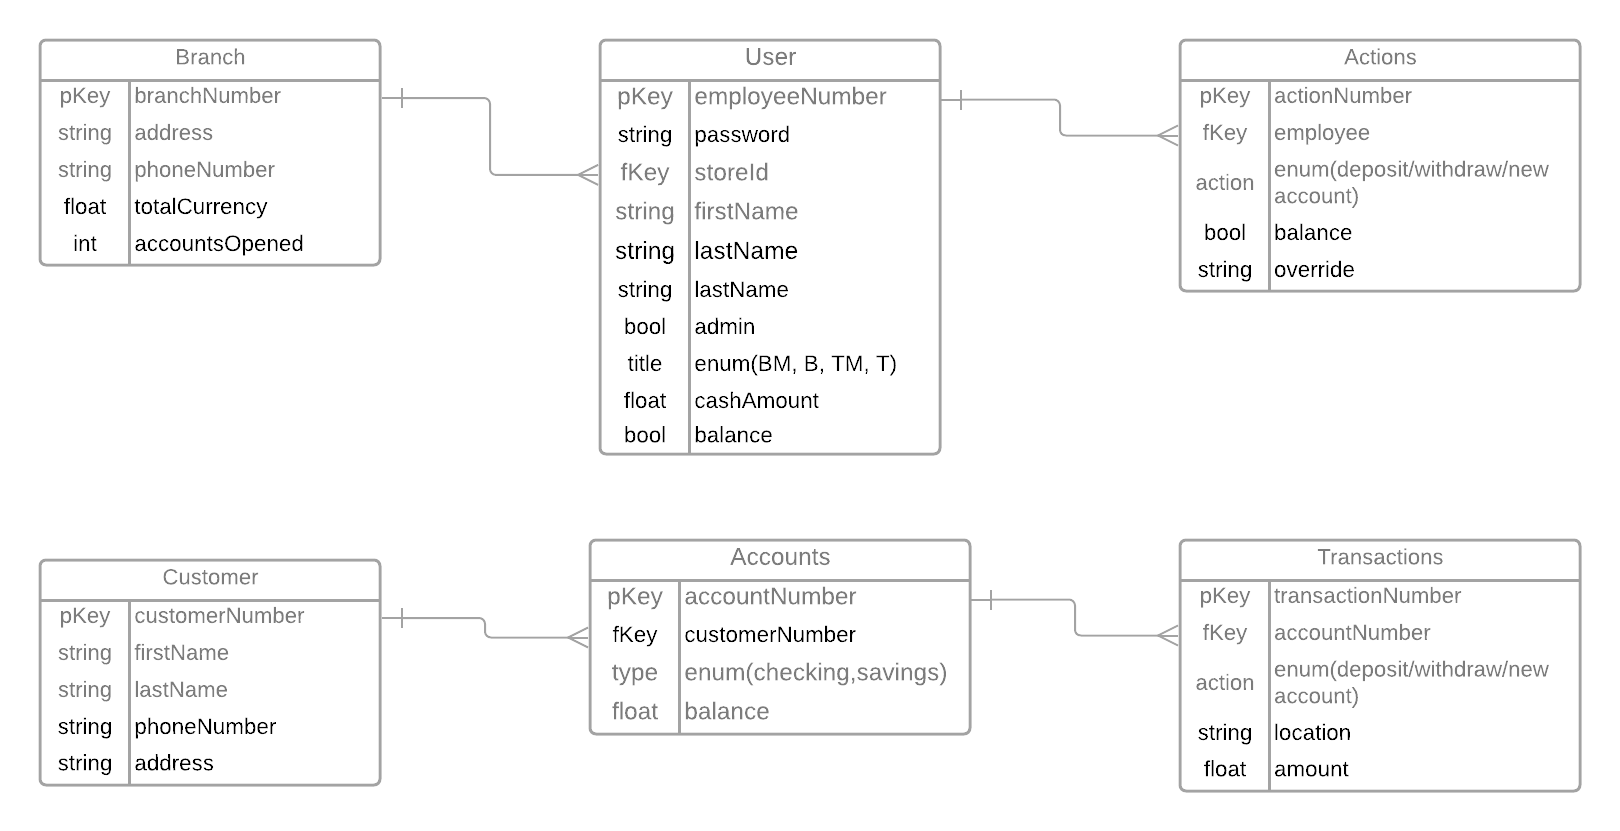 Branch
pKey branchNumber
string address
string phoneNumber
float totalCurrency
int accountsOpened
User
pKey employeeNumber
string password
fKey storeId
string firstName
string lastName
string lastName
bool admin
title enum(BM, B, TM, T)
float cashAmount
bool balance
Actions
pKey actionNumber
fKey employee
action enum(deposit/withdraw/new
account)
bool balance
string override
Customer
pKey customerNumber
string firstName
string lastName
string phoneNumber
string address
Accounts
pKey accountNumber
fKey customerNumber
type enum(checking,savings)
float balance
Transactions
pKey transactionNumber
fKey accountNumber
action enum(deposit/withdraw/new
account)
string location
float amount